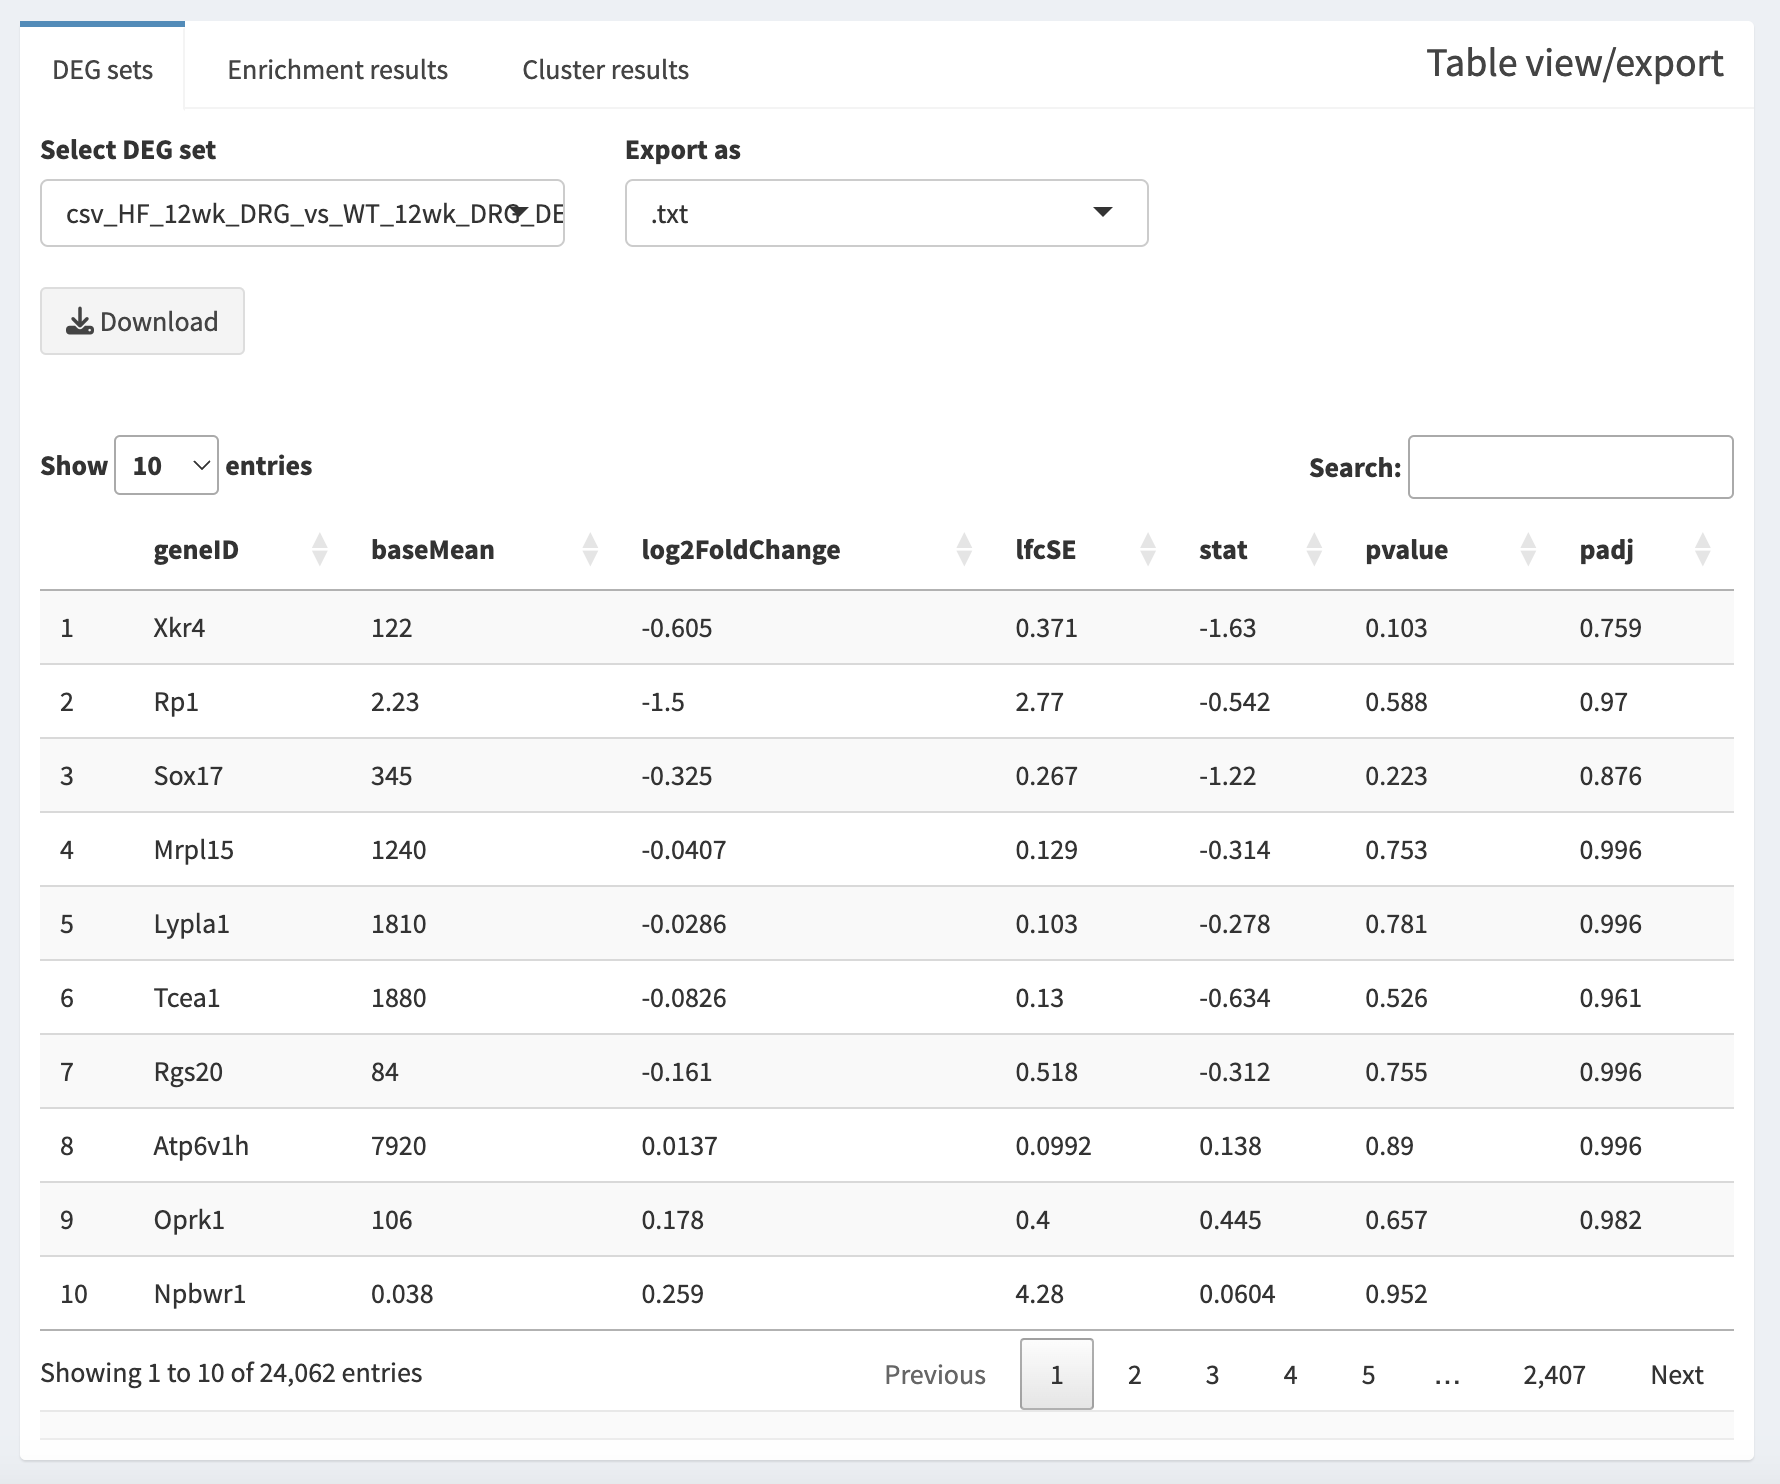 DEG sets Enrichment results Cluster results Table view/export
Select DEG set Export as
csv_HF_12wk_DRG_vs_WT_12wk_DRG_DE .txt
Download
Show 10 entries Search:
geneID baseMean log2FoldChange lfcSE stat pvalue padj
1 Xkr4 122 -0.605 0.371 -1.63 0.103 0.759
2 Rp1 2.23 -1.5 2.77 -0.542 0.588 0.97
3 Sox17 345 -0.325 0.267 -1.22 0.223 0.876
4 Mrpl15 1240 -0.0407 0.129 -0.314 0.753 0.996
5 Lypla1 1810 -0.0286 0.103 -0.278 0.781 0.996
6 Tcea1 1880 -0.0826 0.13 -0.634 0.526 0.961
7 Rgs20 84 -0.161 0.518 -0.312 0.755 0.996
8 Atp6v1h 7920 0.0137 0.0992 0.138 0.89 0.996
9 Oprk1 106 0.178 0.4 0.445 0.657 0.982
10 Npbwr1 0.038 0.259 4.28 0.0604 0.952
Showing 1 to 10 of 24,062 entries Previous 1 2 3 4 5 … 2,407 Next